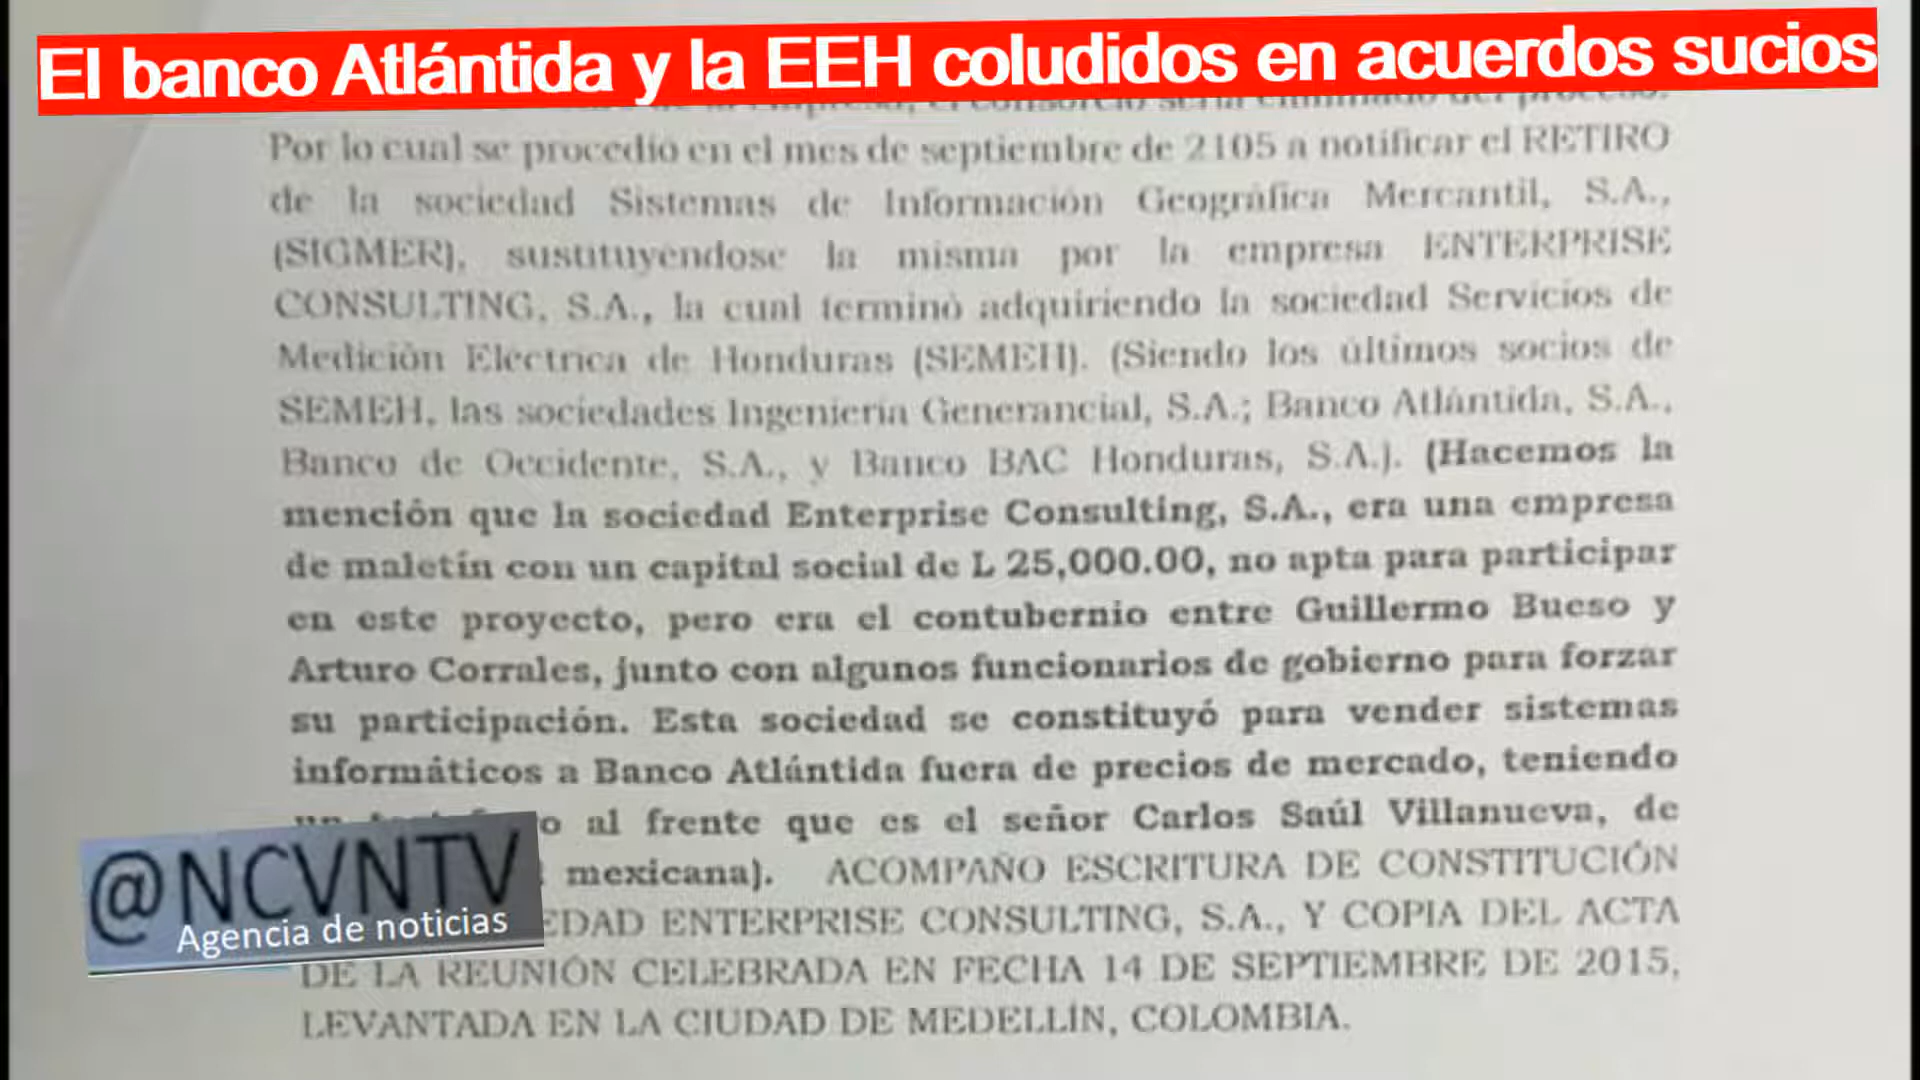 El banco Atlántida y la EEH coludidos en acuerdos sucios
el consorcio sería eliminado del proceso.
Por lo cual se procedió en el mes de septiembre de 2105 a notificar el RETIRO
de la sociedad Sistemas de Información Geográfica Mercantil, S.A.,
(SIGMER), sustituyendose la misma por la empresa ENTERPRISE
CONSULTING, S.A., la cual terminó adquiriendo la sociedad Servicios de
Medición Electrica de Honduras (SEMEH). (Siendo los últimos socios de
SEMEH, las sociedades Ingenieria Generancial, S.A.; Banco Atlántida, S.A.,
Banco de Occidente, S.A., y Banco BAC Honduras, S.A.). (Hacemos la
mención que la sociedad Enterprise Consulting, S.A., era una empresa
de maletín con un capital social de L 25,000.00, no apta para participar
en este proyecto, pero era el contubernio entre Guillermo Bueso y
Arturo Corrales, junto con algunos funcionarios de gobierno para forzar
su participación. Esta sociedad se constituyó para vender sistemas
informáticos a Banco Atlántida fuera de precios de mercado, teniendo
o al frente que es el señor Carlos Saúl Villanueva, de
mexicana). ACOMPAÑO ESCRITURA DE CONSTITUCIÓN
EDAD ENTERPRISE CONSULTING, S.A., Y COPIA DEL ACTA
DE LA REUNIÓN CELEBRADA EN FECHA 14 DE SEPTIEMBRE DE 2015,
LEVANTADA EN LA CIUDAD DE MEDELLÍN, COLOMBIA.
@NCVNTV
Agencia de noticias